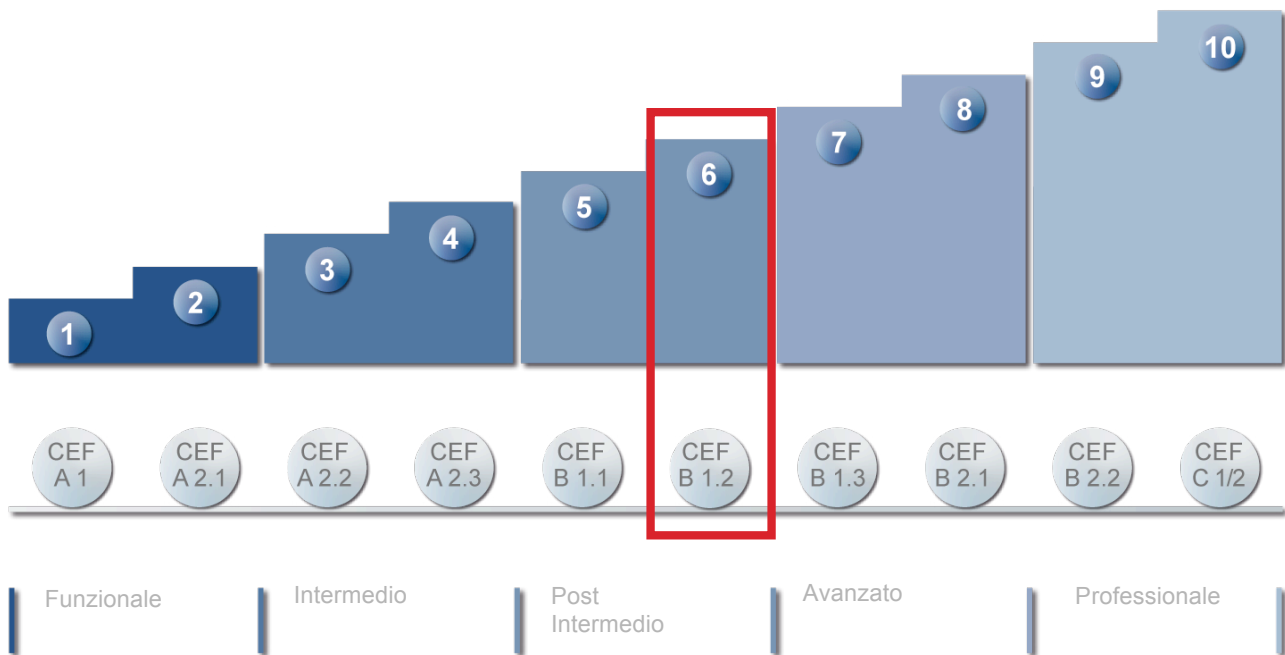 1
2
3
4
5
6
7
8
9
10
CEF
A 1
CEF
A 2.1
CEF
A 2.2
CEF
A 2.3
CEF
B 1.1
CEF
B 1.2
CEF
B 1.3
CEF
B 2.1
CEF
B 2.2
CEF
C 1/2
Funzionale
Intermedio
Post
Intermedio
Avanzato
Professionale